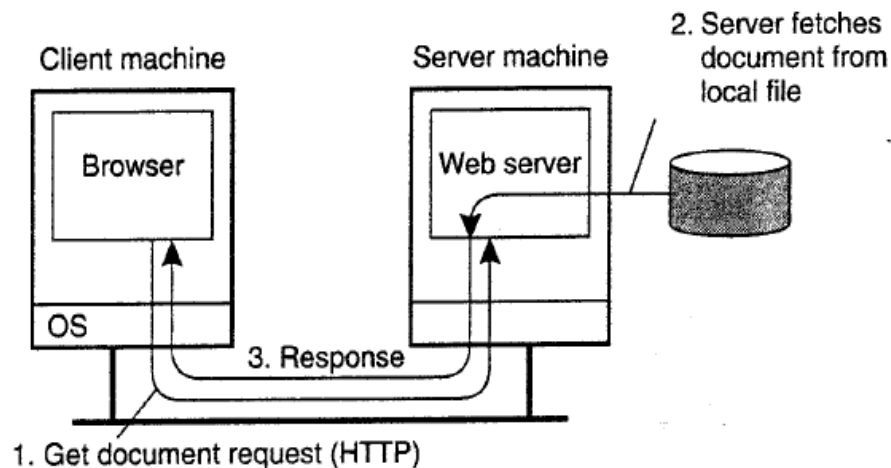 Client machine
Server machine
2. Server fetches
document from
local file
Browser
Web server
OS
3. Response
1. Get document request (HTTP)